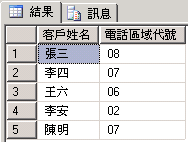 結果 訊息
客戶姓名 電話區域代號
1 張三 08
2 李四 07
3 王六 06
4 李安 02
5 陳明 07